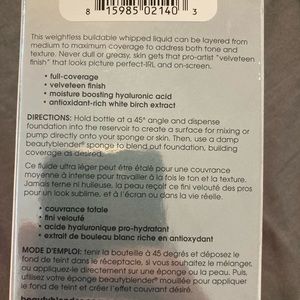 8 15985 02140 3
This weightless buildable whipped liquid can be layered from
medium to maximum coverage to address both tone and
texture. Never dull or greasy, skin gets that pro-artist "velveteen
finish" that looks picture perfect-IRL and on-screen.
• full-coverage
• velveteen finish
• moisture boosting hyaluronic acid
• antioxidant-rich white birch extract
DIRECTIONS: Hold bottle at a 45° angle and dispense
foundation into the reservoir to create a surface for mixing or
pump directly onto your sponge or skin. Then, use a damp
beautyblender® sponge to blend out foundation, building
coverage as desired.
Ce fluide ultra léger peut être étalé pour une couvrance
moyenne à intense pour travailler à la fois le ton et la texture.
Jamais terne ni huileuse, la peau reçoit ce fini velouté des pros
pour un look sublime, et à l'écran ou dans la vie réelle.
• couvrance totale
• fini velouté
• acide hyaluronique pro-hydratant
• extrait de bouleau blanc riche en antioxydant
MODE D'EMPLOI: tenir la bouteille à 45 degrés et déposez le
fond de teint dans le réceptacle, si vous souhaitez le mélanger,
ou appliquez-le directement sur une éponge ou la peau. Puis,
utilisez votre éponge beautyblender® mouillée pour appliquer le
fond de teint et créer l'effet couvrant désiré.